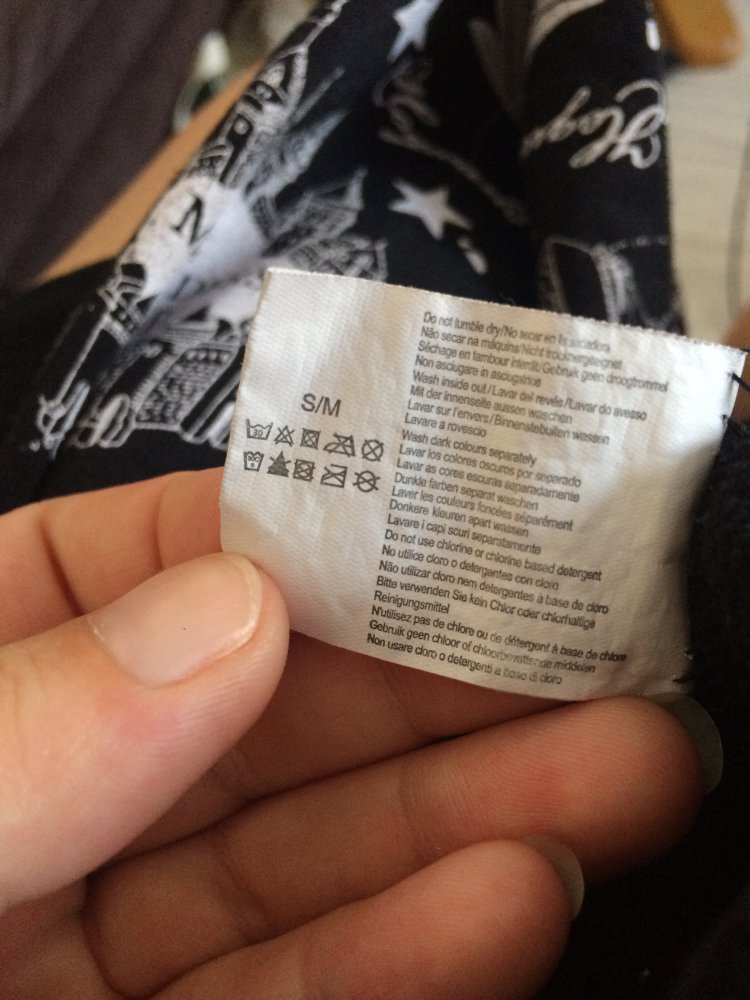 Hogw
Hog
N
S/M
30
30°C
Do not tumble dry/No secar en la secadora
Não secar na máquina/Nicht trocknergeeignet
Séchage en tambour interdit/Gebruik geen droogtrommel
Non asciugare in asciugatrice
Wash inside out/Lavar del revés/Lavar do avesso
Mit der innenseite aussen waschen
Lavar sur l'envers/Binnenstebuiten wassen
Lavare a rovescio
Wash dark colours separately
Lavar los colores oscuros por separado
Lavar as cores escuras separadamente
Dunkle farben separat waschen
Laver les couleurs foncées séparément
Donkere kleuren apart wassen
Lavare i capi scuri separatamente
Do not use chlorine or chlorine based detergent
No utilice cloro o detergentes con cloro
Não utilizar cloro nem detergentes à base de cloro
Bitte verwenden Sie kein Chlor oder chlorhaltige
Reinigungsmittel
N'utilisez pas de chlore ou de détergent à base de chlore
Gebruik geen chloor of chloorbevattende middelen
Non usare cloro o detergenti a base di cloro